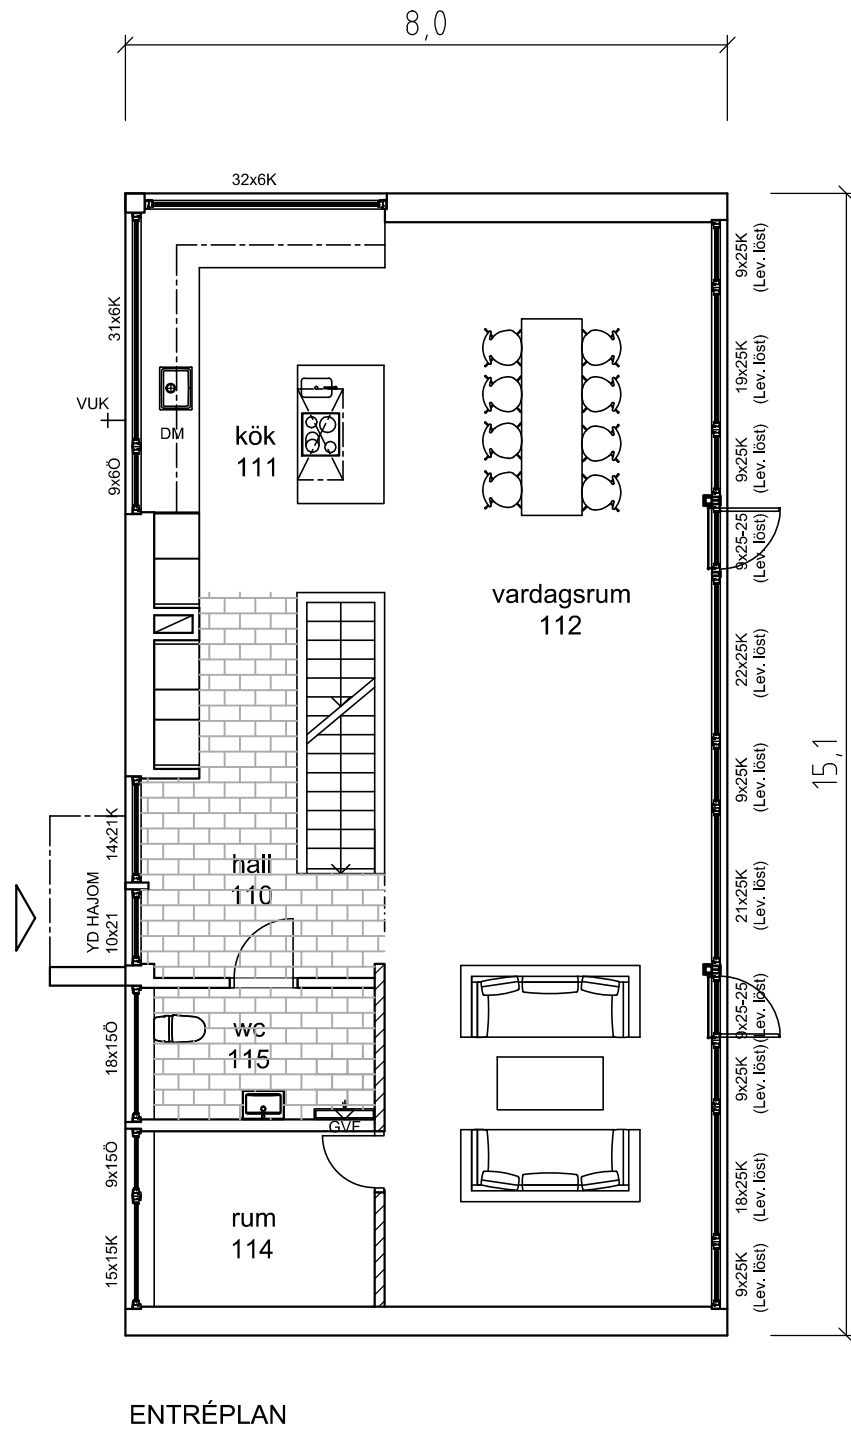 8,0
32x6K
31x6K
VUK
9x6Ö
DM
kök
111
vardagsrum
112
hall
110
14x21K
YD HAJOM
10x21
18x15Ö
wc
115
GVF
9x15Ö
rum
114
15x15K
9x25K
(Lev. löst)
19x25K
(Lev. löst)
9x25K
(Lev. löst)
9x25-25
(Lev. löst)
22x25K
(Lev. löst)
9x25K
(Lev. löst)
21x25K
(Lev. löst)
9x25-25
(Lev. löst)
9x25K
(Lev. löst)
18x25K
(Lev. löst)
9x25K
(Lev. löst)
15,1
ENTRÉPLAN